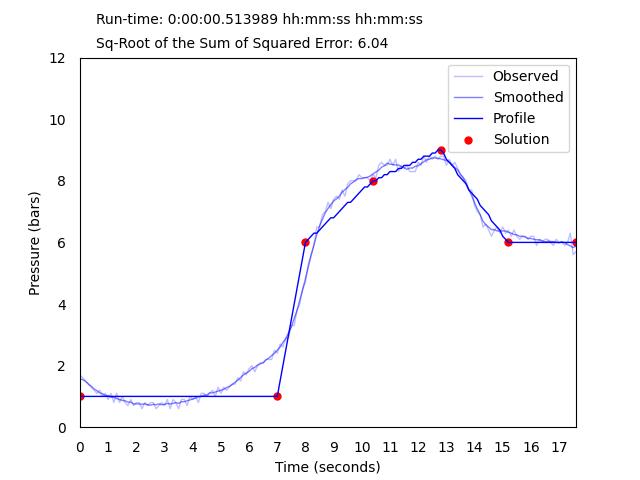 Run-time: 0:00:00.513989 hh:mm:ss hh:mm:ss
Sq-Root of the Sum of Squared Error: 6.04
12
10
8
6
4
2
0
Pressure (bars)
Observed
Smoothed
Profile
Solution
0 1 2 3 4 5 6 7 8 9 10 11 12 13 14 15 16 17
Time (seconds)